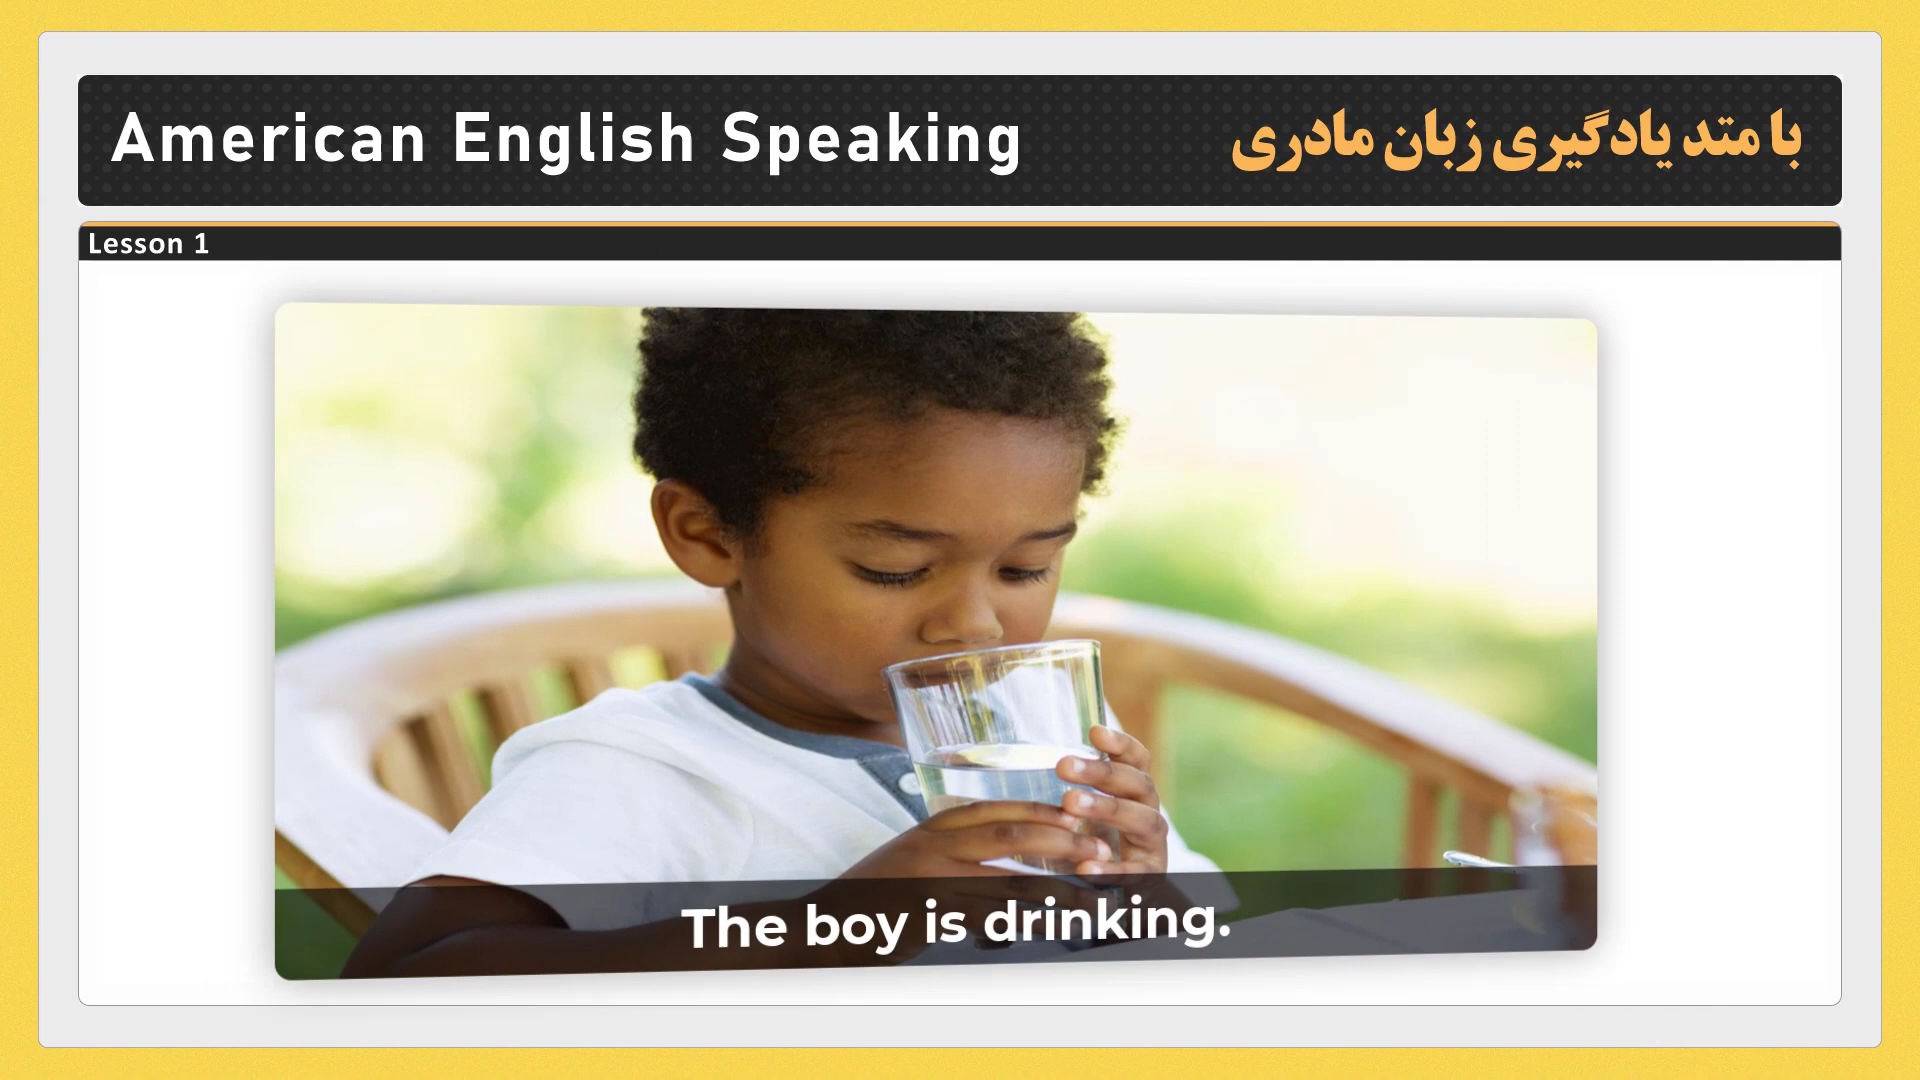 American English Speaking
با متد یادگیری زبان مادری
Lesson 1
The boy is drinking.